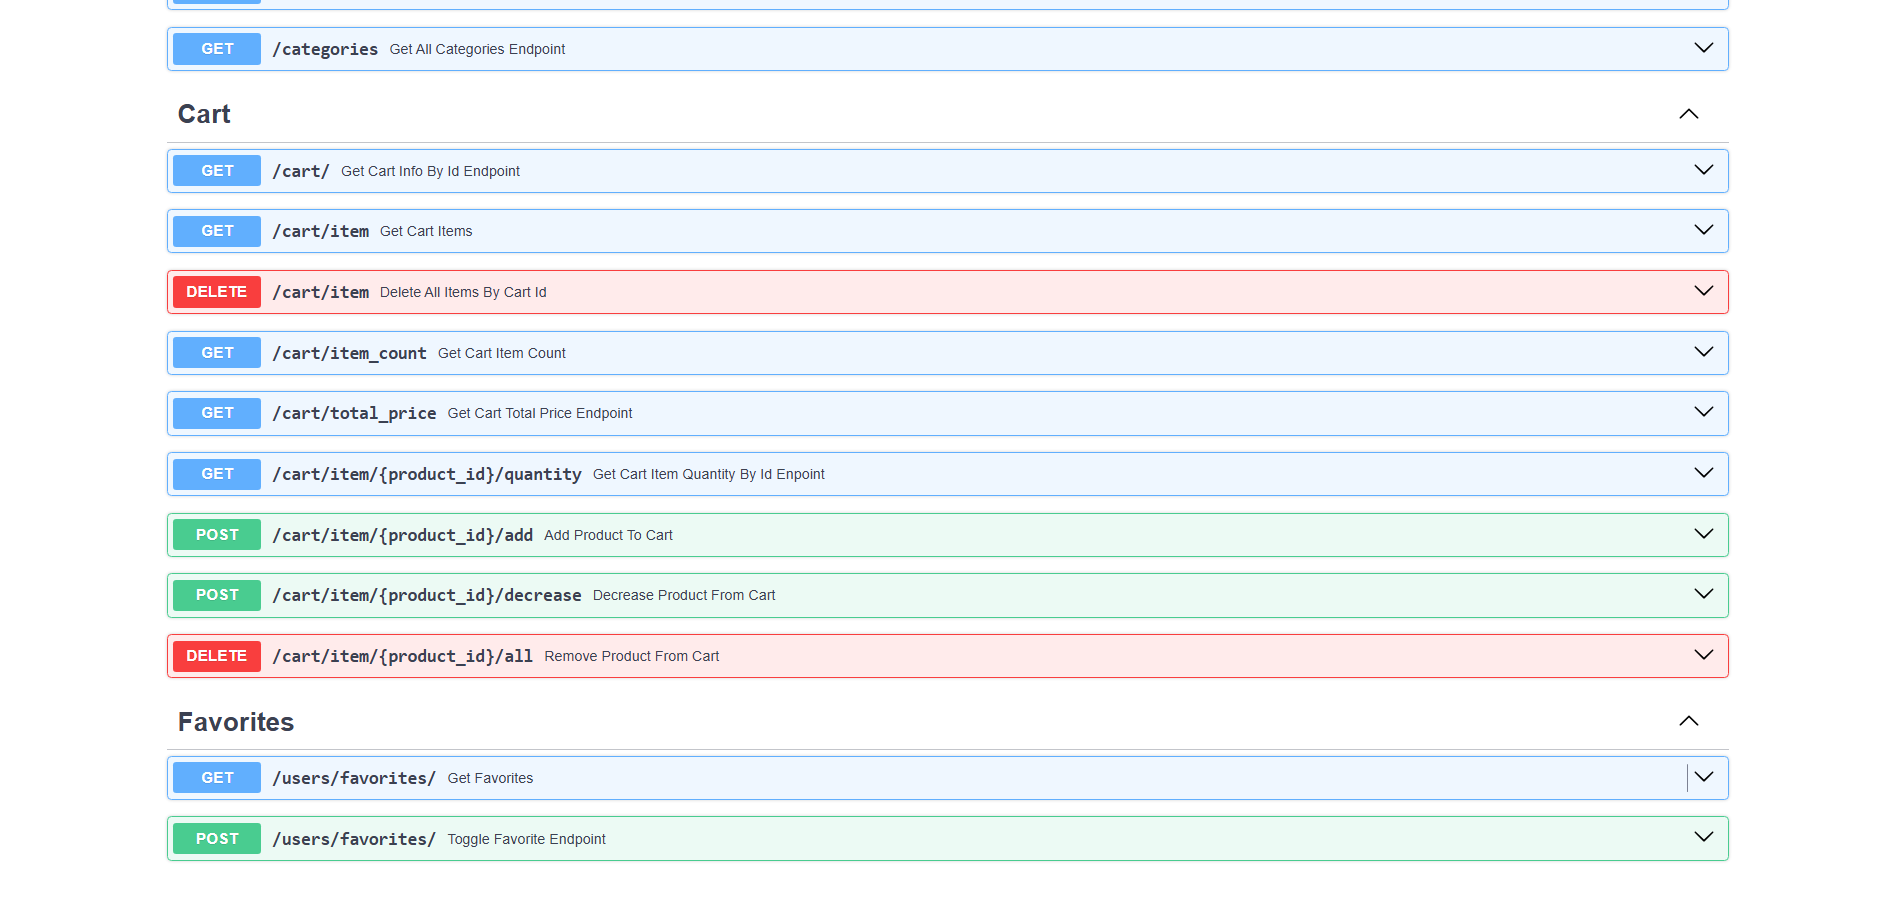 GET /categories Get All Categories Endpoint
Cart
GET /cart/ Get Cart Info By Id Endpoint
GET /cart/item Get Cart Items
DELETE /cart/item Delete All Items By Cart Id
GET /cart/item_count Get Cart Item Count
GET /cart/total_price Get Cart Total Price Endpoint
GET /cart/item/{product_id}/quantity Get Cart Item Quantity By Id Enpoint
POST /cart/item/{product_id}/add Add Product To Cart
POST /cart/item/{product_id}/decrease Decrease Product From Cart
DELETE /cart/item/{product_id}/all Remove Product From Cart
Favorites
GET /users/favorites/ Get Favorites
POST /users/favorites/ Toggle Favorite Endpoint